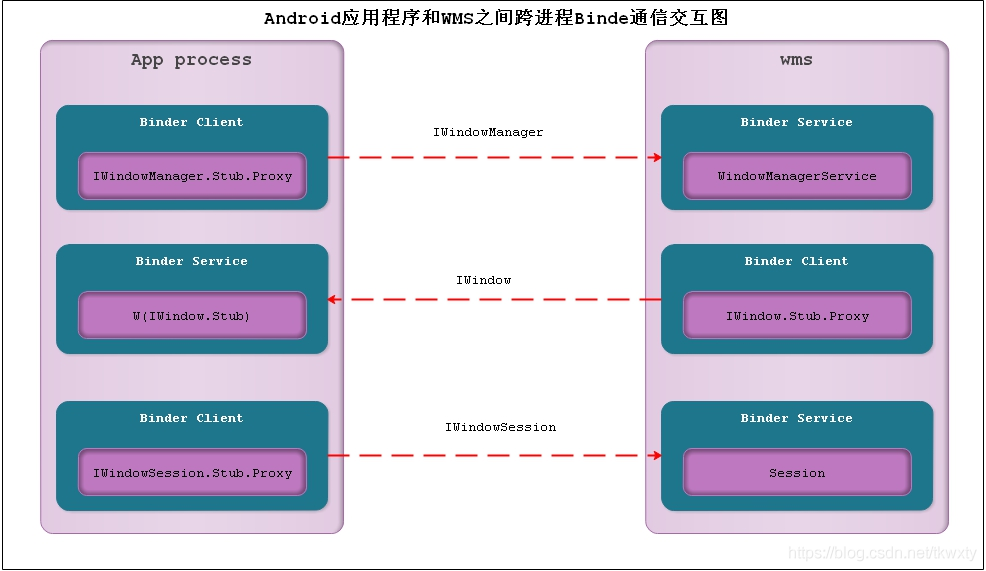 Android应用程序和WMS之间跨进程Binde通信交互图
App process
wms
Binder Client
IWindowManager.Stub.Proxy
IWindowManager
Binder Service
WindowManagerService
Binder Service
W(IWindow.Stub)
IWindow
Binder Client
IWindow.Stub.Proxy
Binder Client
IWindowSession.Stub.Proxy
IWindowSession
Binder Service
Session
https://blog.csdn.net/tkwxty